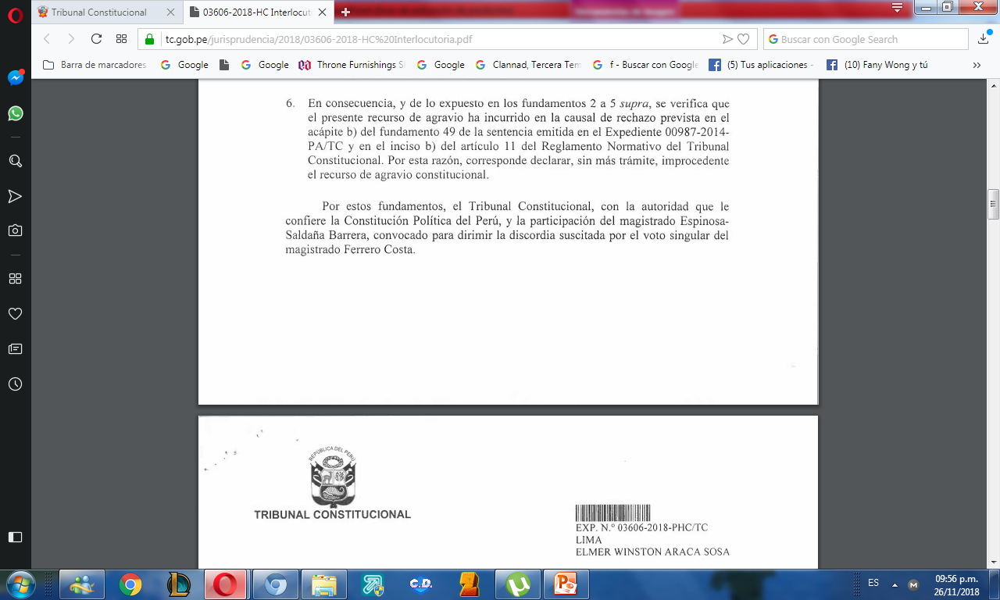 Tribunal Constitucional
03606-2018-HC Interlocut
tc.gob.pe/jurisprudencia/2018/03606-2018-HC%20Interlocutoria.pdf
Buscar con Google Search
Barra de marcadores
Google
Google
Throne Furnishings S
Google
Clannad, Tercera Tem
f - Buscar con Google
(5) Tus aplicaciones -
(10) Fany Wong y tú
6. En consecuencia, y de lo expuesto en los fundamentos 2 a 5 supra, se verifica que
el presente recurso de agravio ha incurrido en la causal de rechazo prevista en el
acápite b) del fundamento 49 de la sentencia emitida en el Expediente 00987-2014-
PA/TC y en el inciso b) del artículo 11 del Reglamento Normativo del Tribunal
Constitucional. Por esta razón, corresponde declarar, sin más trámite, improcedente
el recurso de agravio constitucional.
Por estos fundamentos, el Tribunal Constitucional, con la autoridad que le
confiere la Constitución Política del Perú, y la participación del magistrado Espinosa-
Saldaña Barrera, convocado para dirimir la discordia suscitada por el voto singular del
magistrado Ferrero Costa.
REPÚBLICA DEL PERÚ
TRIBUNAL CONSTITUCIONAL
EXP. N.º 03606-2018-PHC/TC
LIMA
ELMER WINSTON ARACA SOSA
C.D.
ES
09:56 p.m.
26/11/2018